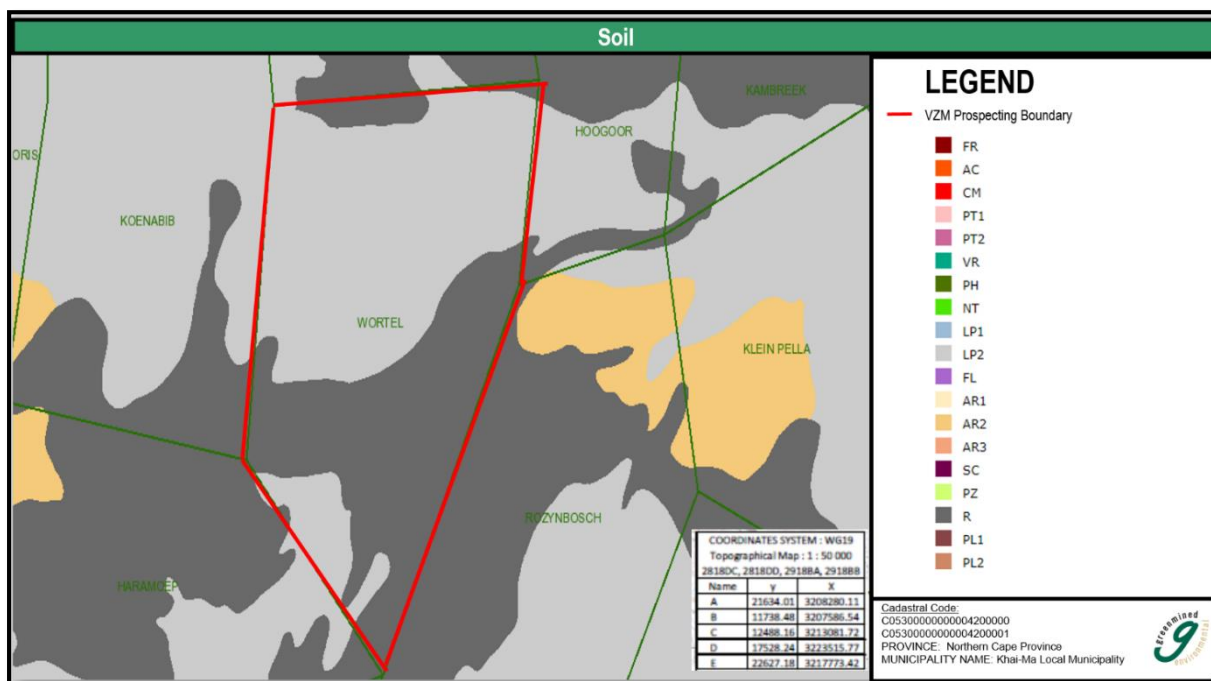 Soil
KAMBREEK
HOOGOOR
ORIS
KOENABIB
WORTEL
KLEIN PELLA
ROZYNBOSCH
HARAMOEP
COORDINATES SYSTEM : WG19
Topographical Map : 1 : 50 000
2818DC, 2818DD, 2918BA, 2918BB
Name y X
A 21634.01 3208280.11
B 11738.48 3207586.54
C 12488.16 3213081.72
D 17528.24 3223515.77
E 22627.18 3217773.42
LEGEND
VZM Prospecting Boundary
FR
AC
CM
PT1
PT2
VR
PH
NT
LP1
LP2
FL
AR1
AR2
AR3
SC
PZ
R
PL1
PL2
Cadastral Code:
C05300000000004200000
C05300000000004200001
PROVINCE: Northern Cape Province
MUNICIPALITY NAME: Khai-Ma Local Municipality
greenmined
environmental